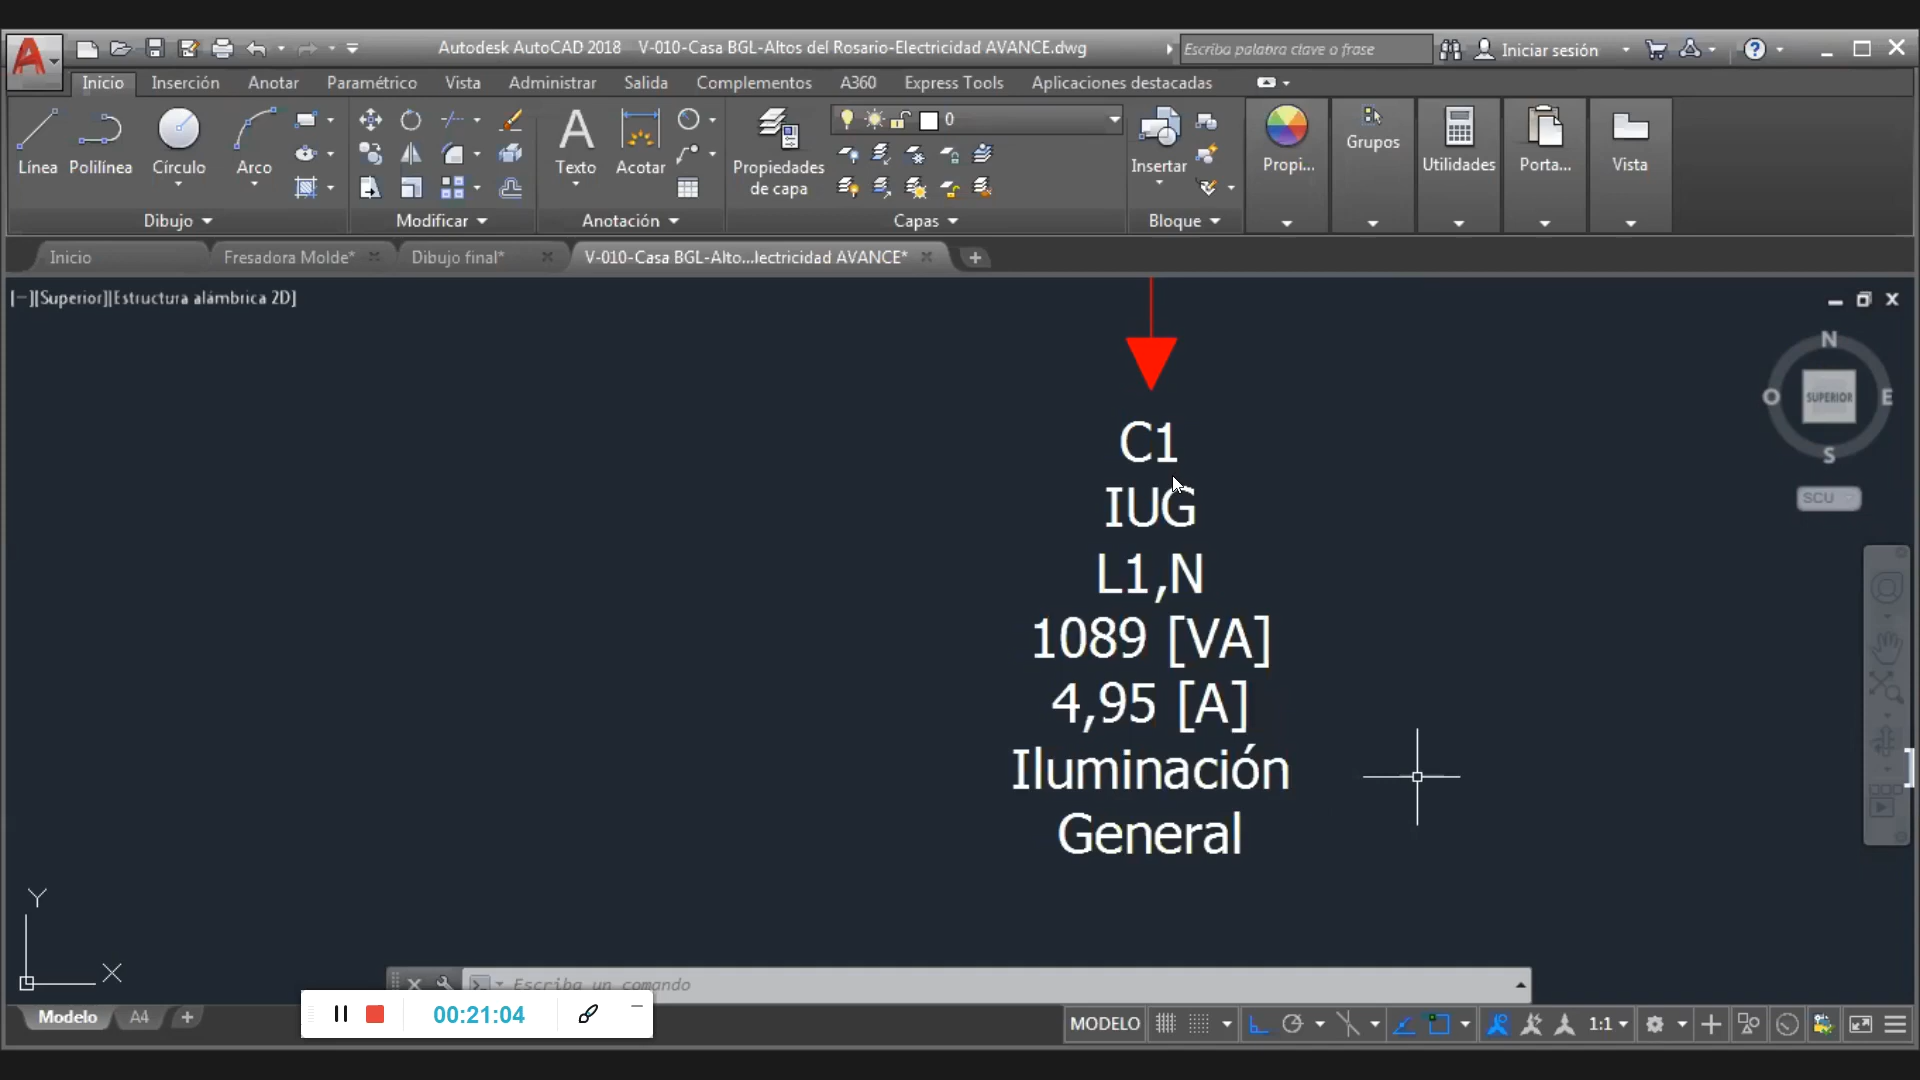 Autodesk AutoCAD 2018 V-010-Casa BGL-Altos del Rosario-Electricidad AVANCE.dwg
Escriba palabra clave o frase
Iniciar sesión
Inicio Inserción Anotar Paramétrico Vista Administrar Salida Complementos A360 Express Tools Aplicaciones destacadas
0
Línea Polilínea Círculo Arco Texto Acotar Propiedades de capa Insertar Propi... Grupos Utilidades Porta... Vista
Dibujo Modificar Anotación Capas Bloque
Inicio Fresadora Molde* Dibujo final* V-010-Casa BGL-Alto...lectricidad AVANCE*
[−][Superior][Estructura alámbrica 2D]
N
O SUPERIOR E
S
SCU
C1
IUG
L1,N
1089 [VA]
4,95 [A]
Iluminación
General
]
Y
X
Escriba un comando
00:21:04
Modelo A4 +
MODELO 1:1